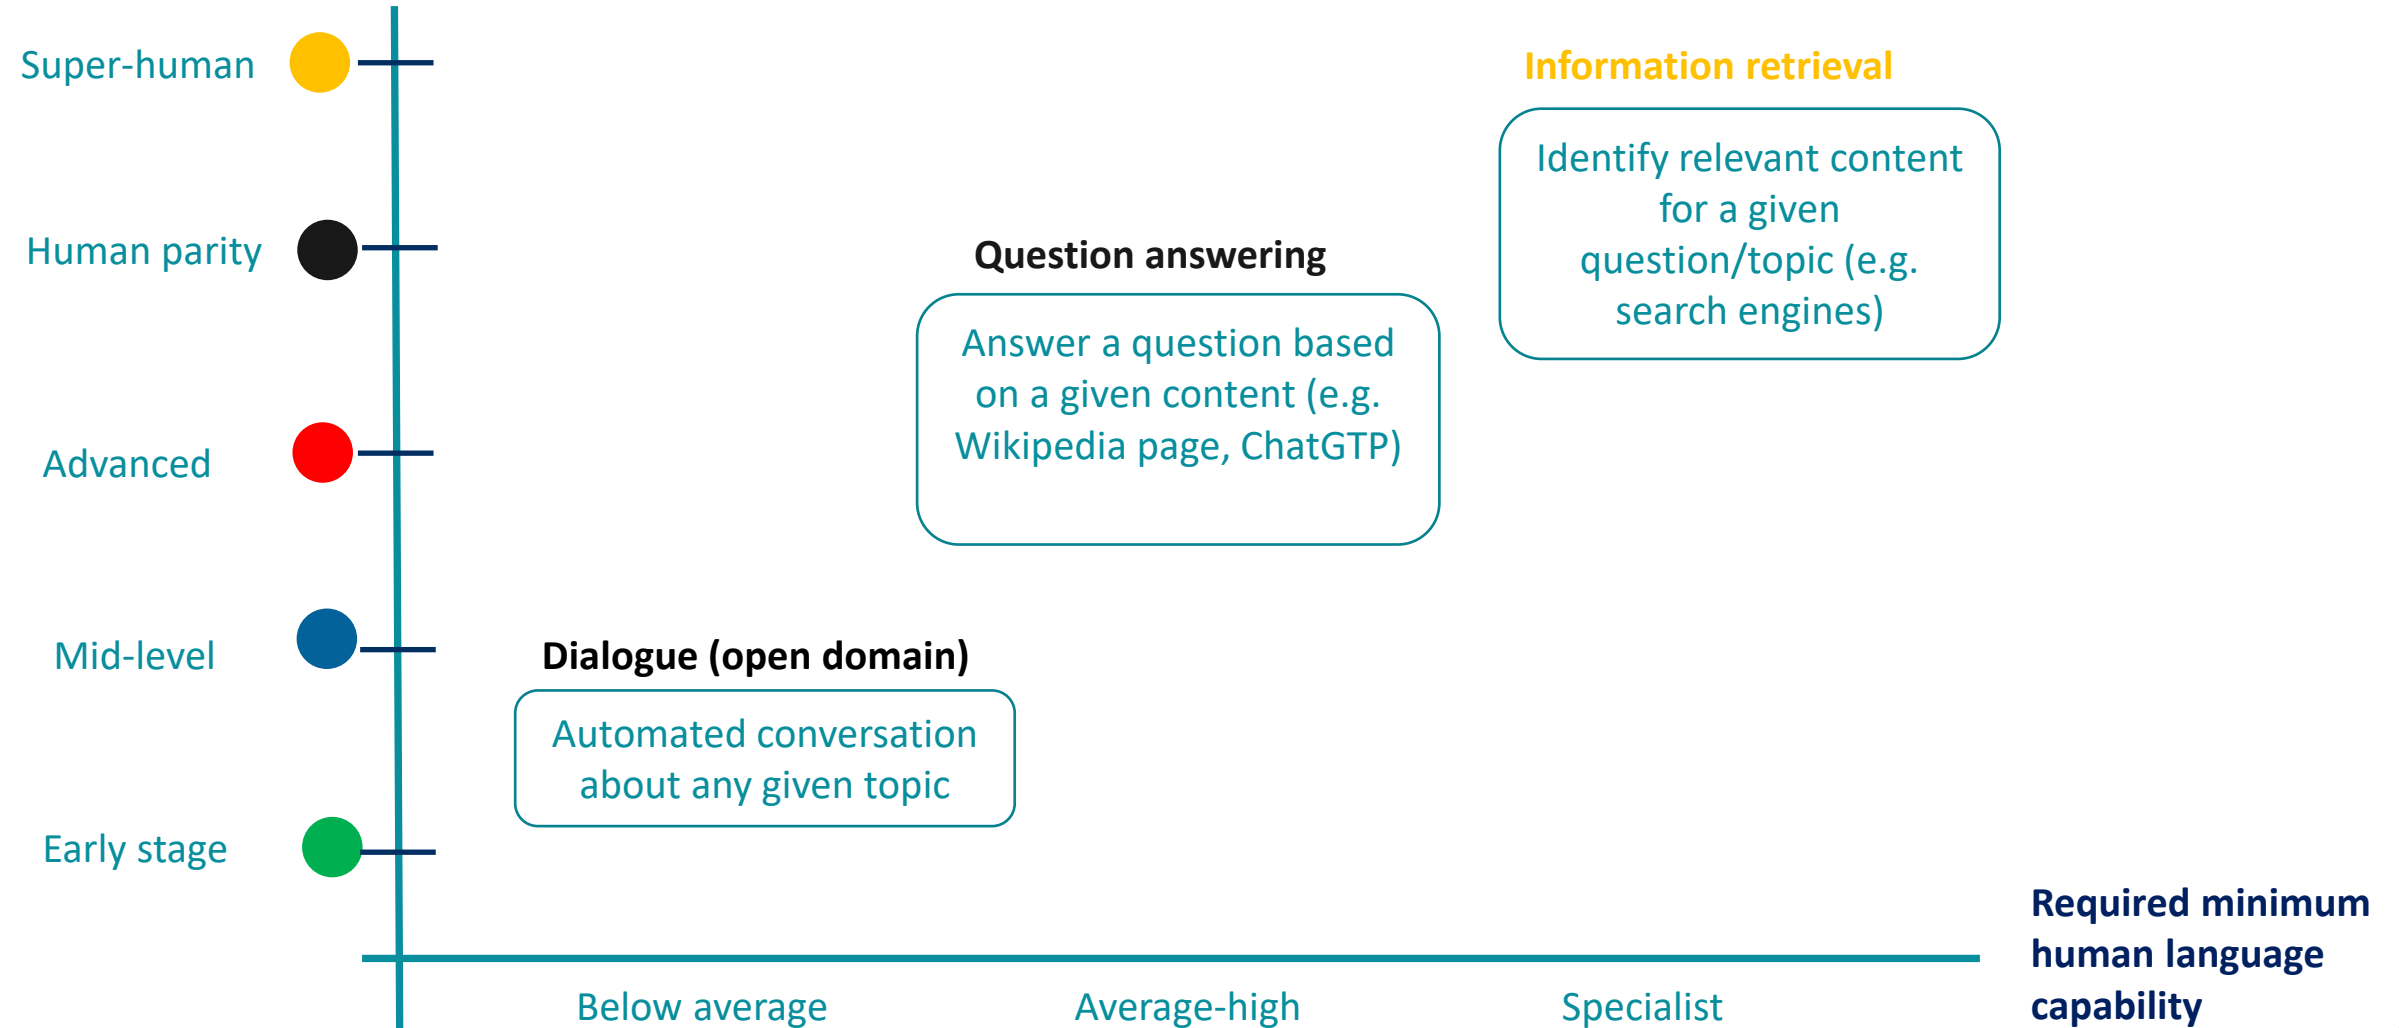 Super-human
Information retrieval
Identify relevant content
for a given
question/topic (e.g.
search engines)
Human parity
Question answering
Answer a question based
on a given content (e.g.
Wikipedia page, ChatGTP)
Advanced
Mid-level
Dialogue (open domain)
Automated conversation
about any given topic
Early stage
Required minimum
human language
capability
Below average
Average-high
Specialist